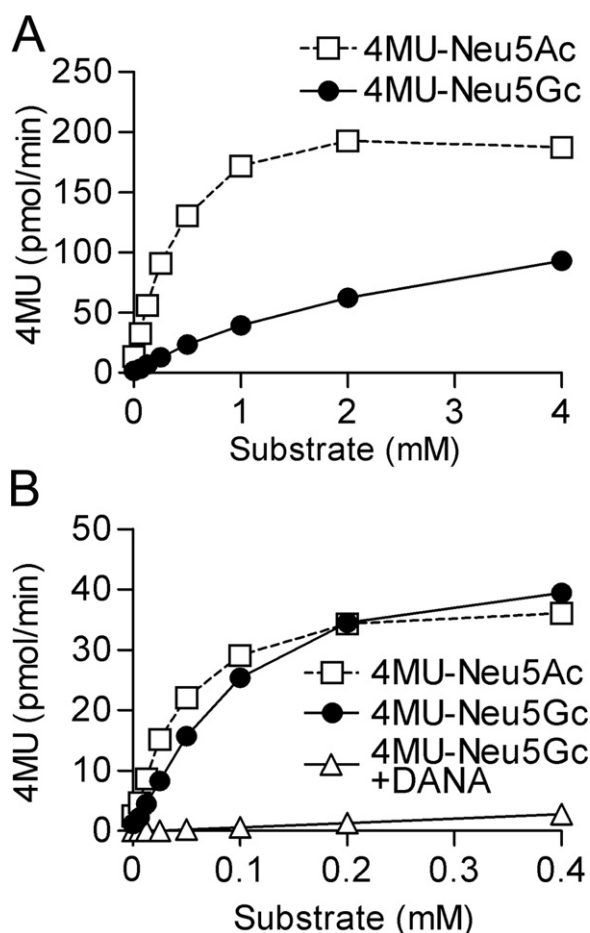 A
4MU-Neu5Ac
4MU-Neu5Gc
250
200
150
100
50
0
4MU (pmol/min)
0 1 2 3 4
Substrate (mM)
B
50
40
30
20
10
0
4MU (pmol/min)
4MU-Neu5Ac
4MU-Neu5Gc
4MU-Neu5Gc
+DANA
0 0.1 0.2 0.3 0.4
Substrate (mM)